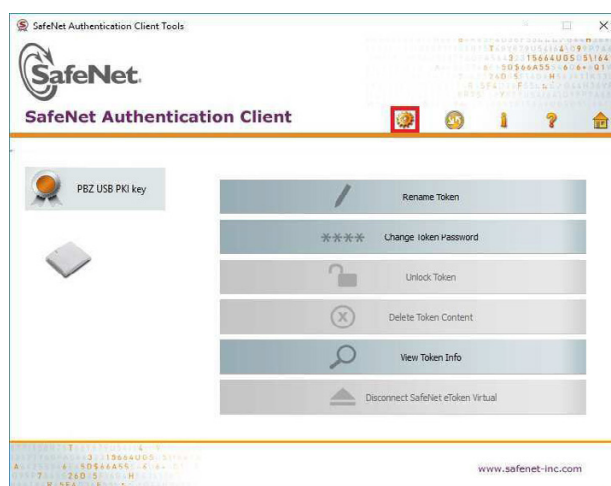 SafeNet Authentication Client Tools
SafeNet.
SafeNet Authentication Client
PBZ USB PKI key
Rename Token
**** Change Token Password
Unlock Token
Delete Token Content
View Token Info
Disconnect SafeNet eToken Virtual
www.safenet-inc.com